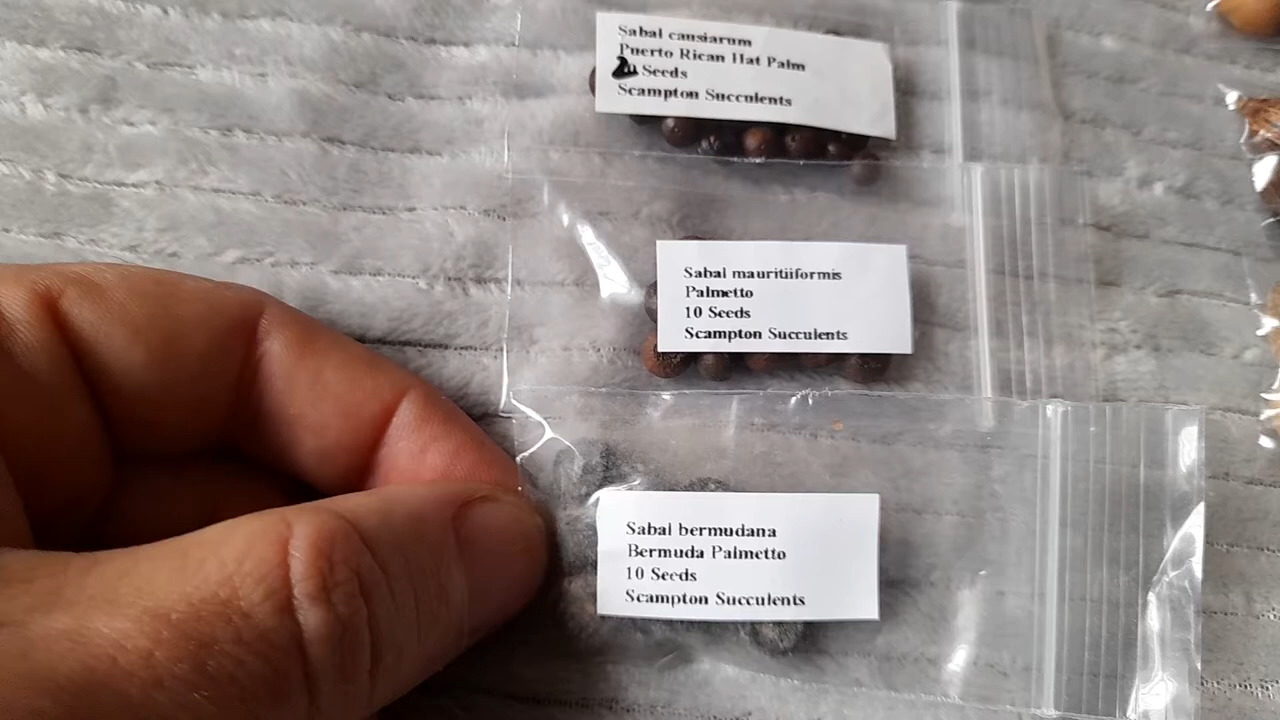 Sabal causiarum
Puerto Rican Hat Palm
20 Seeds
Scampton Succulents
Sabal mauritiiformis
Palmetto
10 Seeds
Scampton Succulents
Sabal bermudana
Bermuda Palmetto
10 Seeds
Scampton Succulents